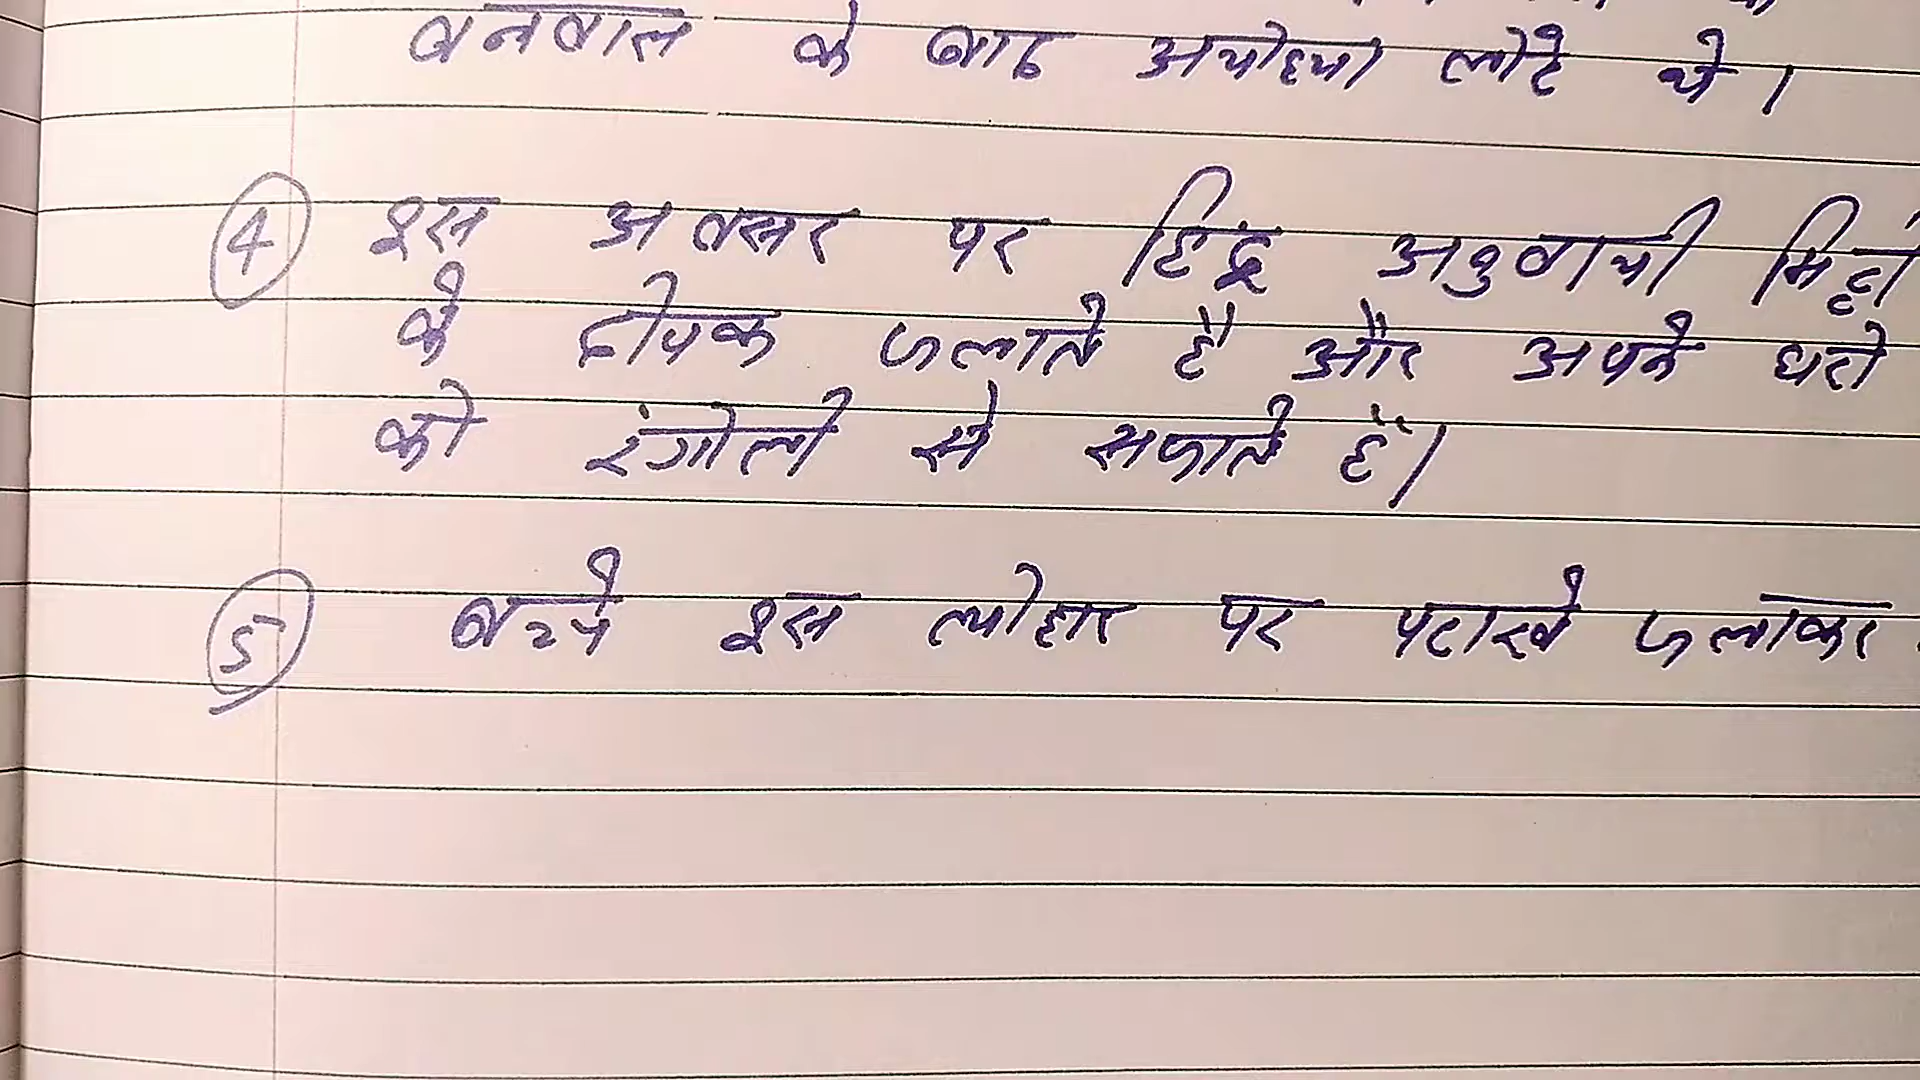 वनवास के बाद अयोध्या लौटे थे।
④ इस अवसर पर हिंदू अनुयायी मिट्टी
के दीपक जलाते है और अपने घरो
को रंगोली से सजाते है।
⑤ बच्चे इस त्योहार पर पटाखे जलाकर